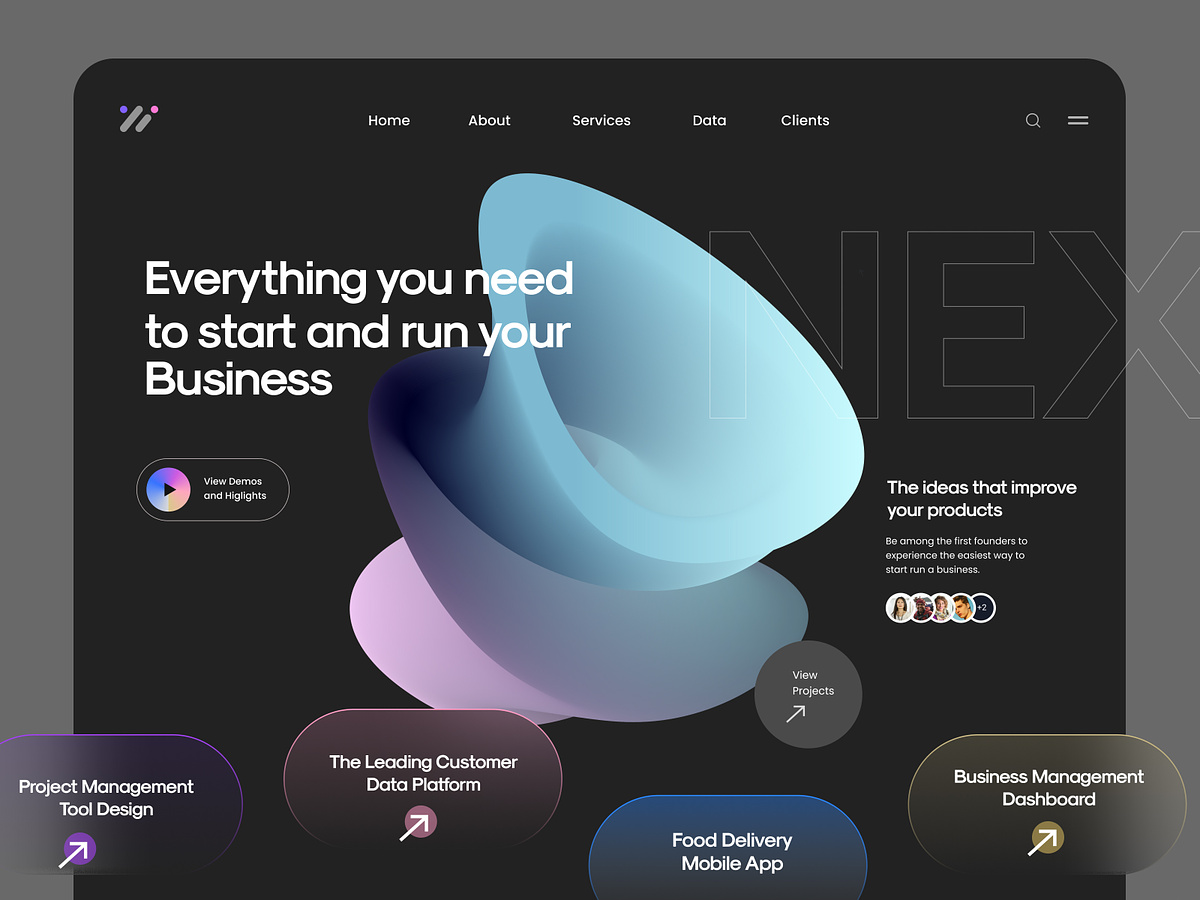 Home About Services Data Clients
NEX
Everything you need
to start and run your
Business
View Demos
and Higlights
The ideas that improve
your products
Be among the first founders to
experience the easiest way to
start run a business.
+2
View
Projects
Project Management
Tool Design
The Leading Customer
Data Platform
Food Delivery
Mobile App
Business Management
Dashboard